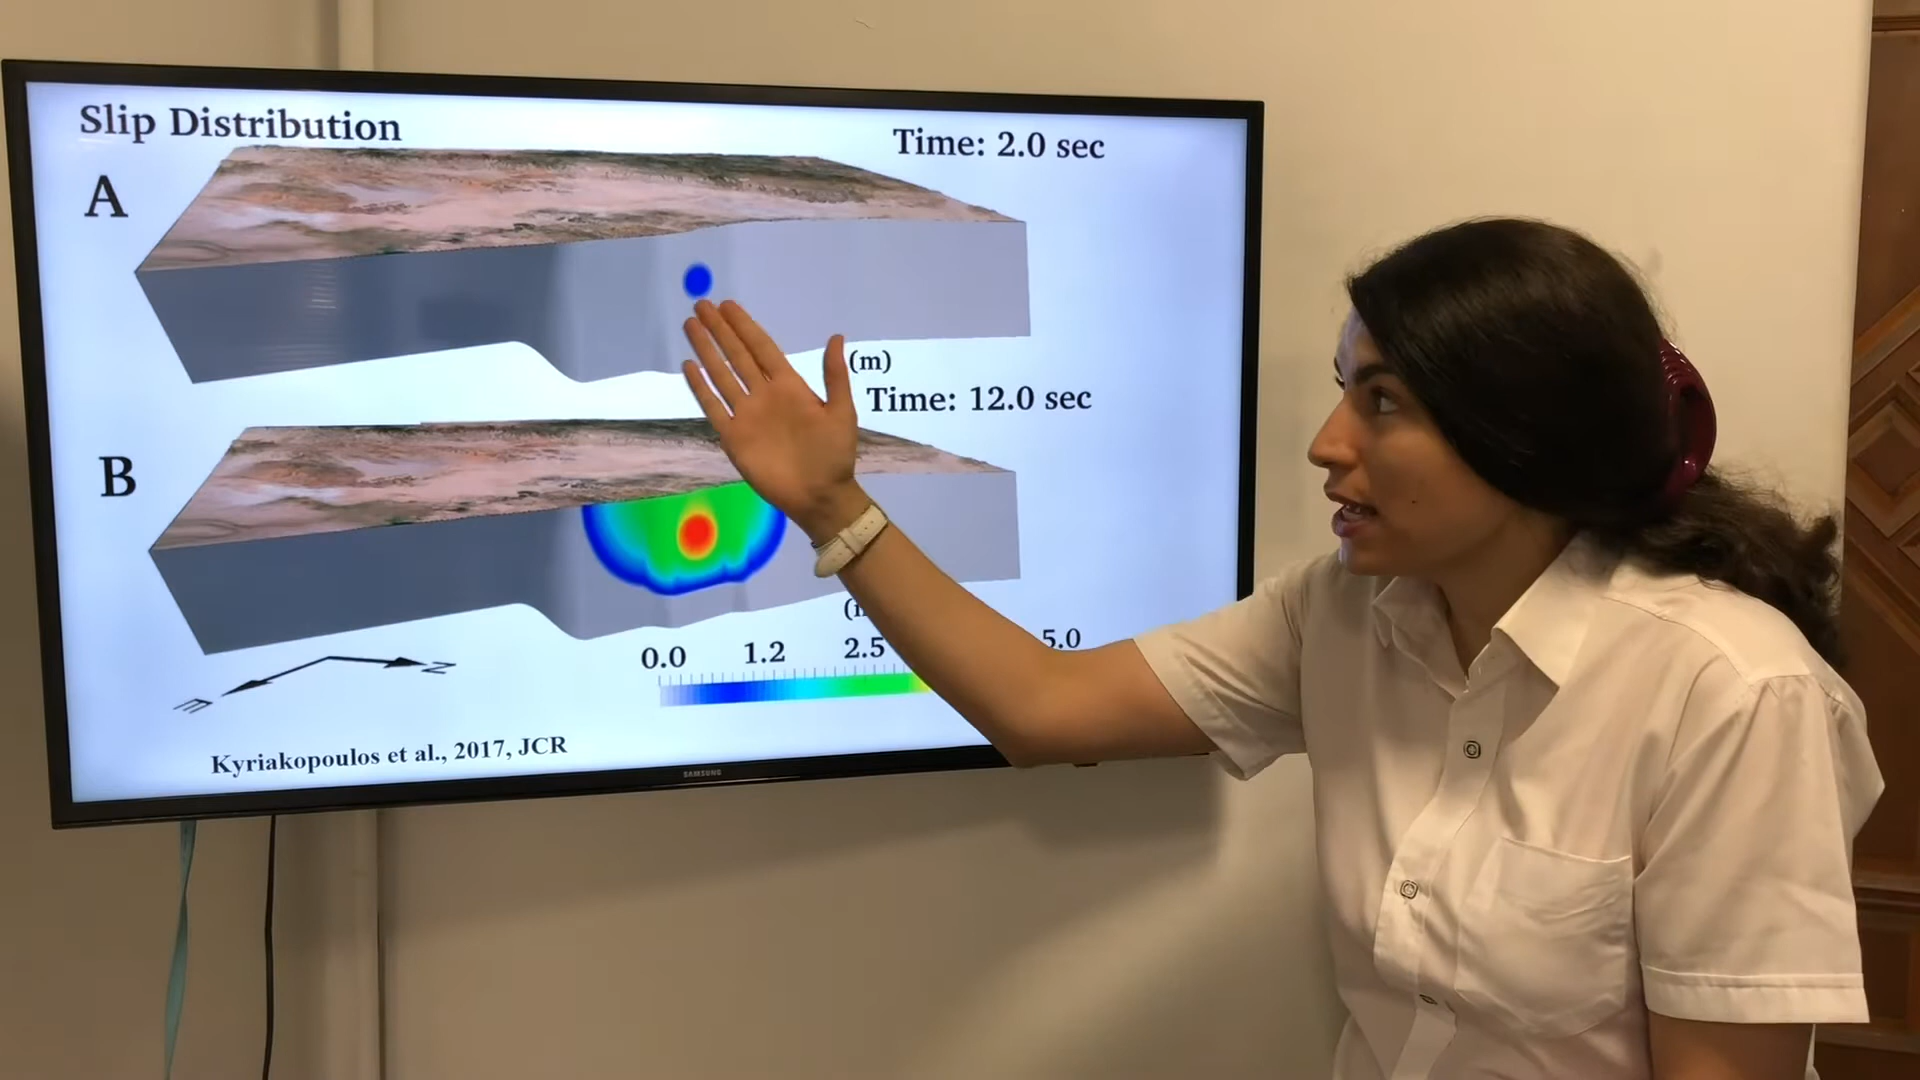 Slip Distribution
Time: 2.0 sec
A
(m)
Time: 12.0 sec
B
0.0 1.2 2.5 5.0
E N
Kyriakopoulos et al., 2017, JCR
SAMSUNG